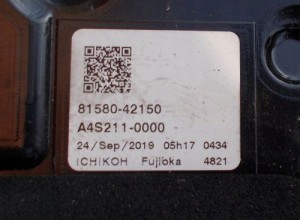 81580-42150
A4S211-0000
24/Sep/2019 05h17 0434
ICHIKOH Fujioka 4821